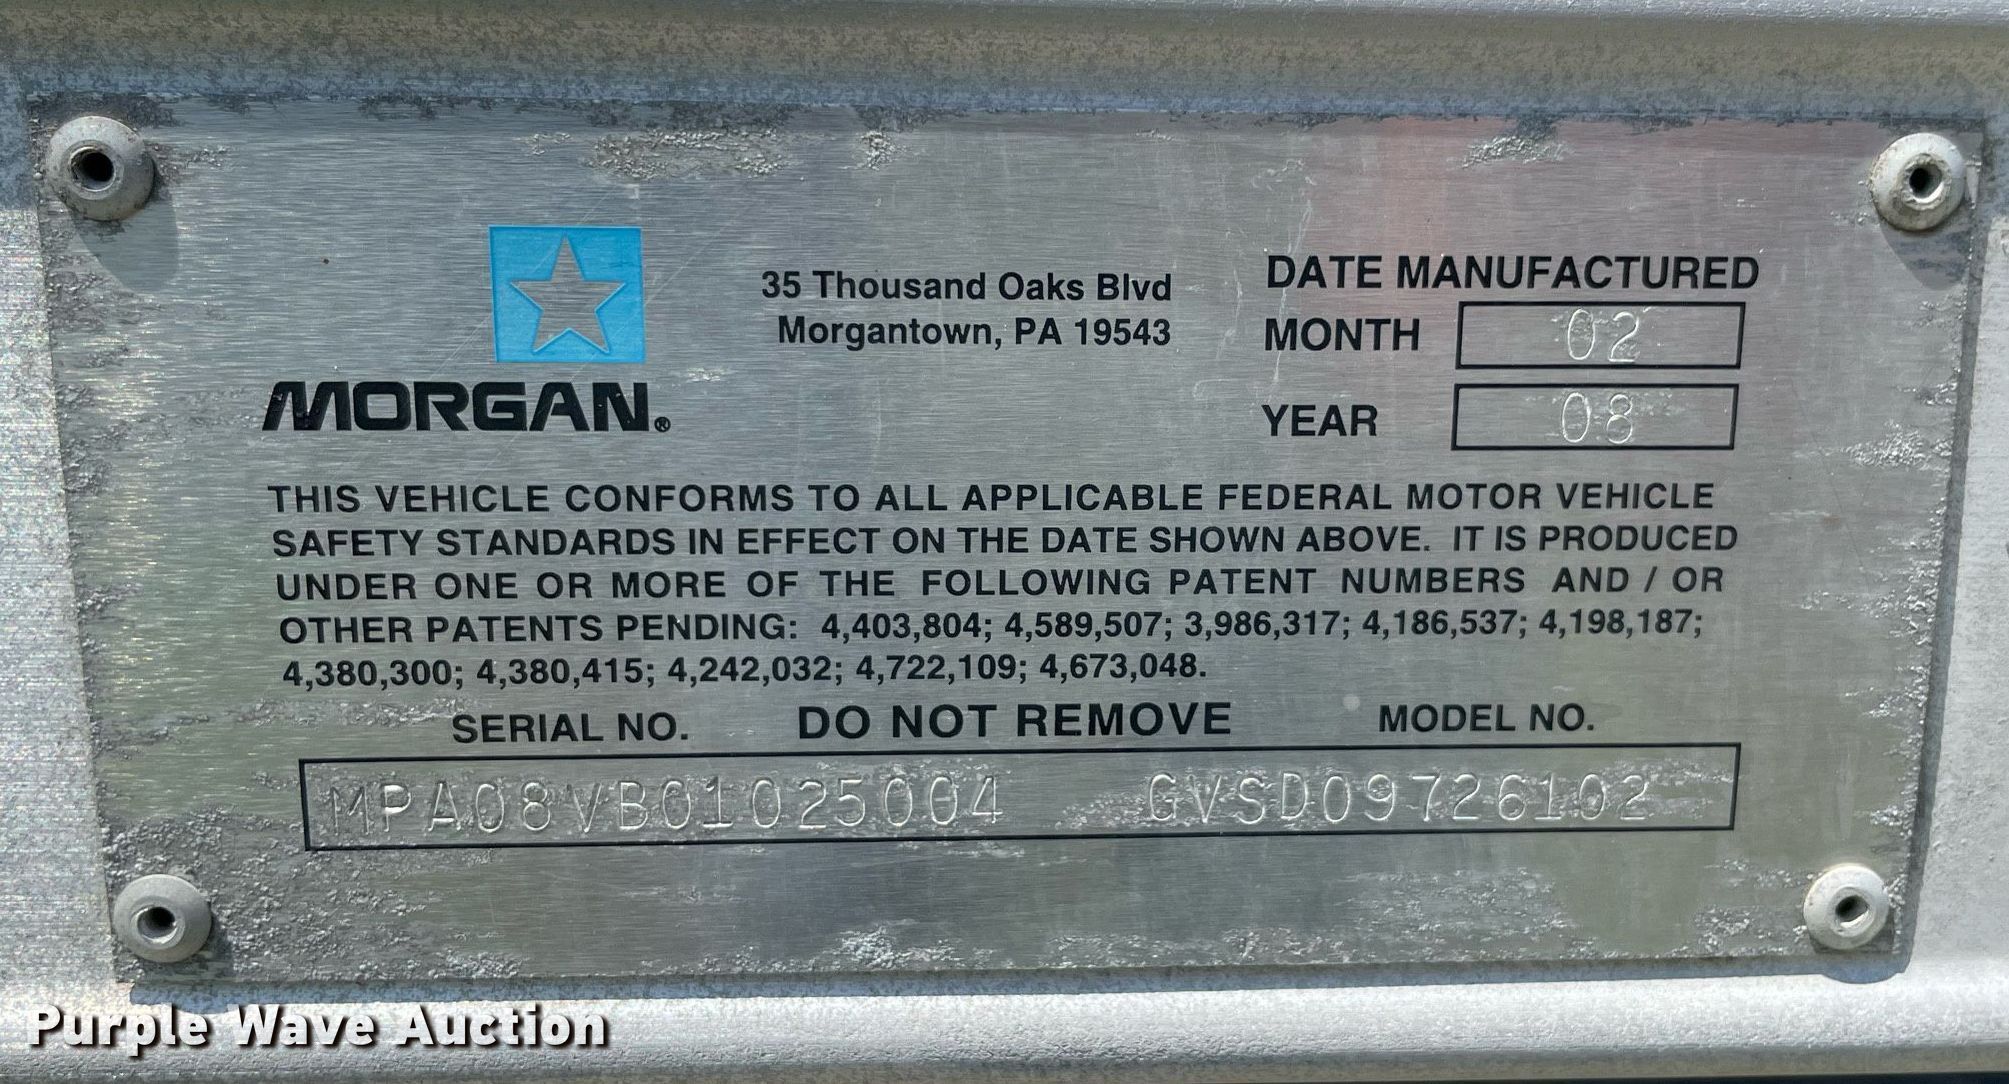 MORGAN®
35 Thousand Oaks Blvd
Morgantown, PA 19543
DATE MANUFACTURED
MONTH 02
YEAR 08
THIS VEHICLE CONFORMS TO ALL APPLICABLE FEDERAL MOTOR VEHICLE
SAFETY STANDARDS IN EFFECT ON THE DATE SHOWN ABOVE. IT IS PRODUCED
UNDER ONE OR MORE OF THE FOLLOWING PATENT NUMBERS AND / OR
OTHER PATENTS PENDING: 4,403,804; 4,589,507; 3,986,317; 4,186,537; 4,198,187;
4,380,300; 4,380,415; 4,242,032; 4,722,109; 4,673,048.
SERIAL NO. DO NOT REMOVE MODEL NO.
MPA08VB01025004 GVSD09726102
Purple Wave Auction